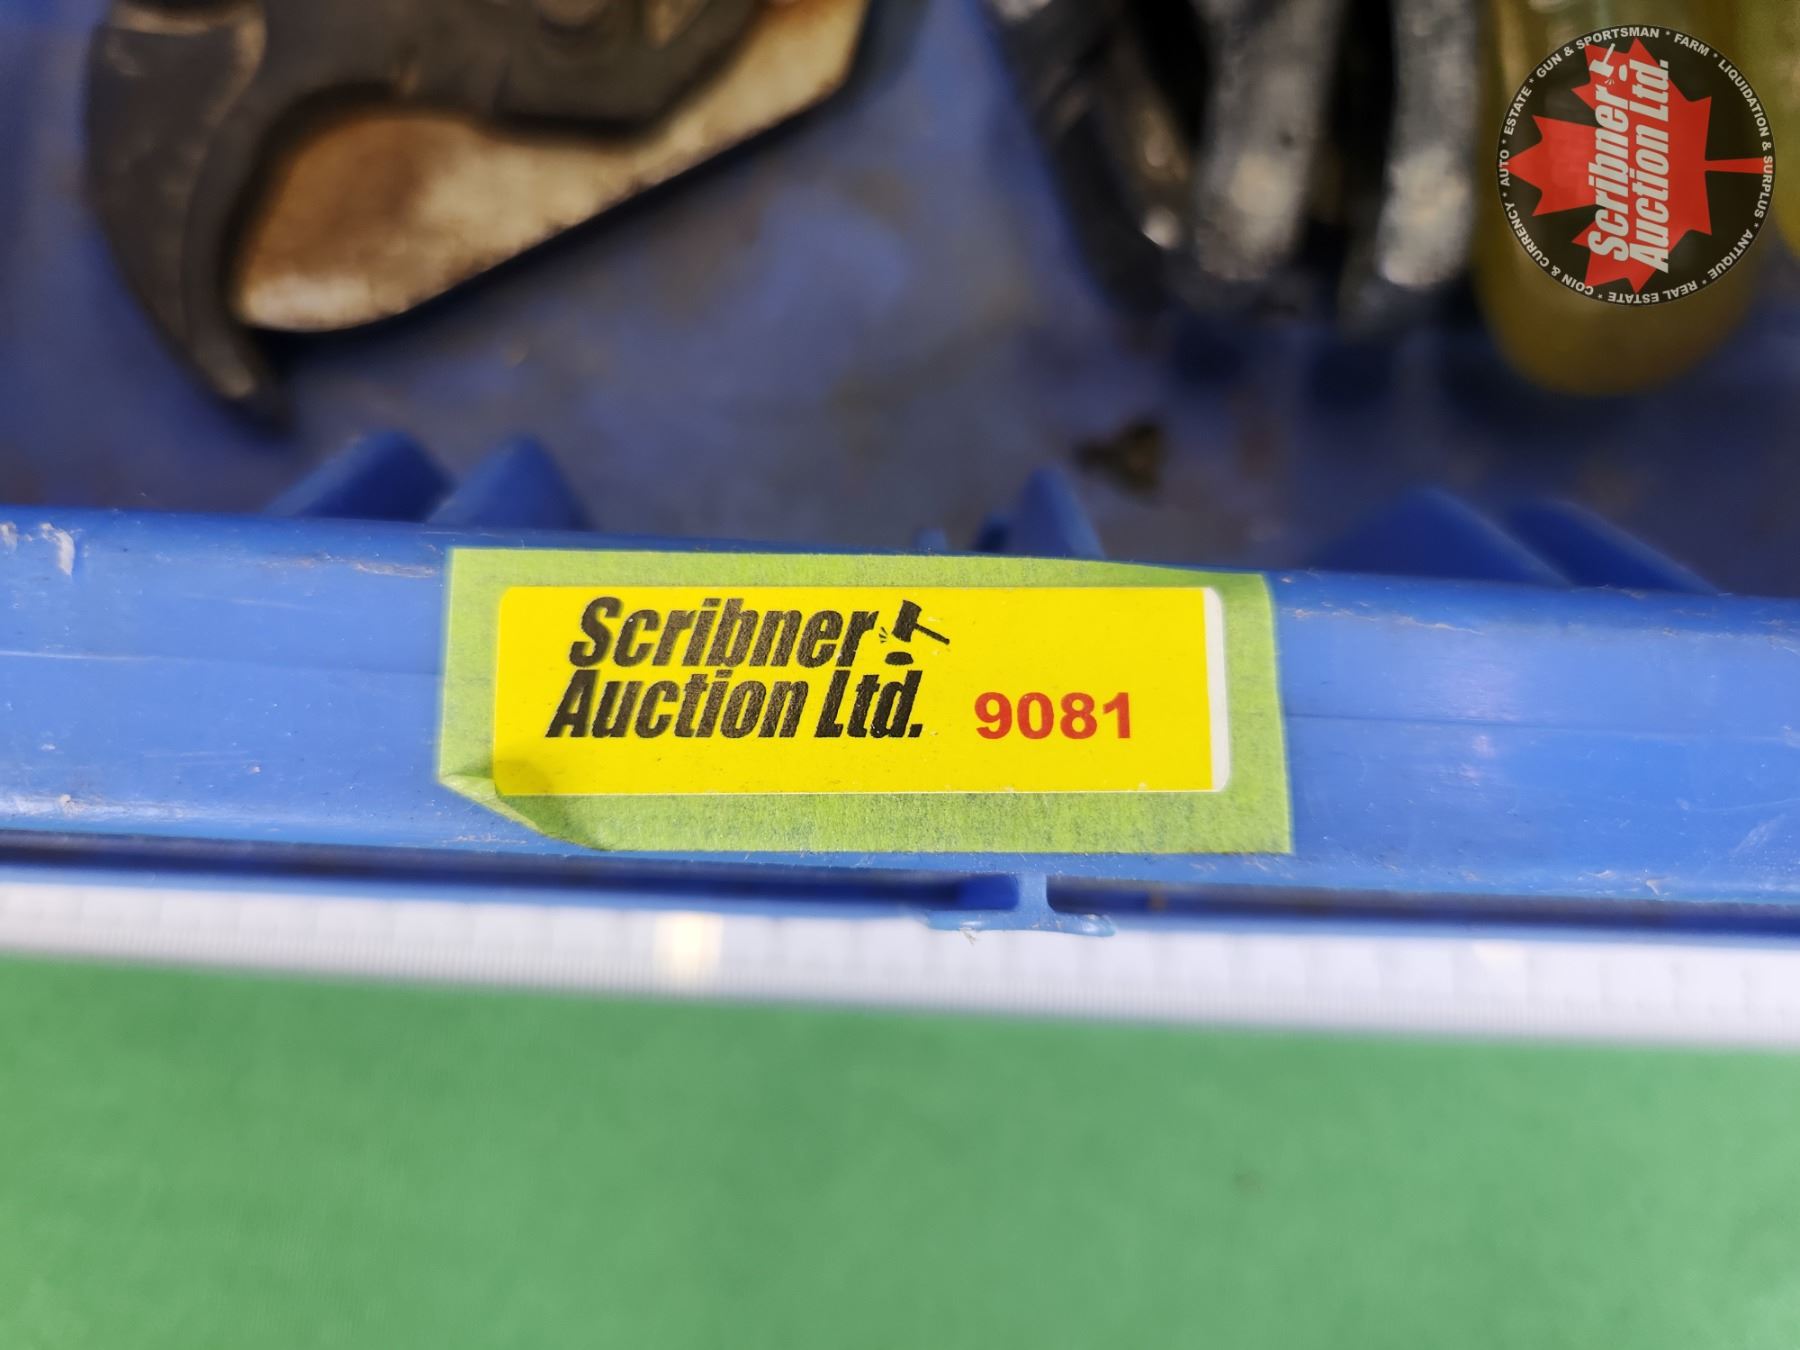 Scribner
Auction Ltd. 9081
Scribner
Auction Ltd.
* AUTO * ESTATE * GUN & SPORTSMAN * FARM * LIQUIDATION & SURPLUS * ANTIQUE * REAL ESTATE * COIN & CURRENCY